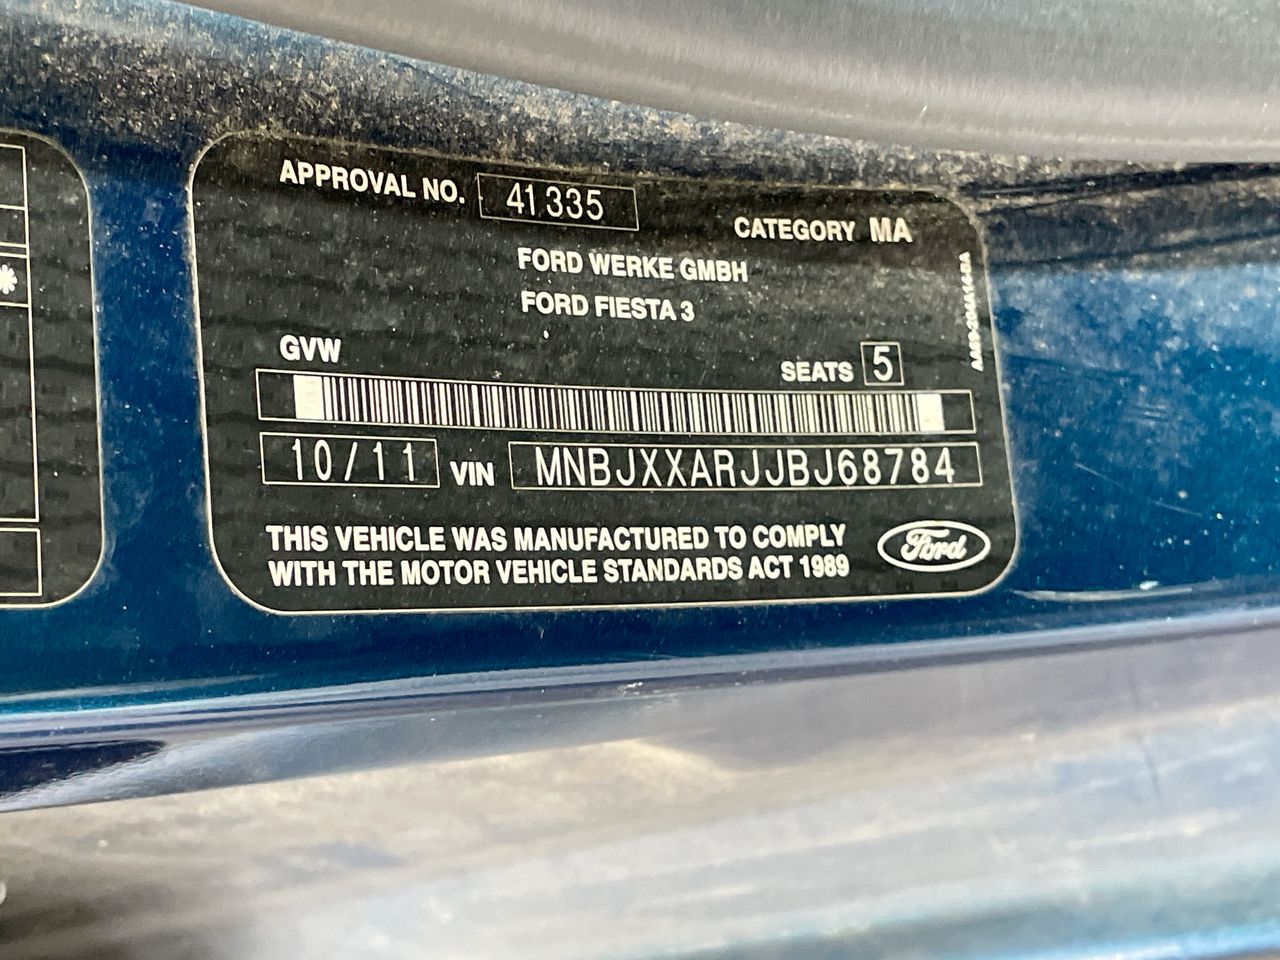 *
APPROVAL NO. 41335
CATEGORY MA
FORD WERKE GMBH
FORD FIESTA 3
GVW
SEATS 5
10/11 VIN MNBJXXARJJBJ68784
THIS VEHICLE WAS MANUFACTURED TO COMPLY
WITH THE MOTOR VEHICLE STANDARDS ACT 1989
Ford